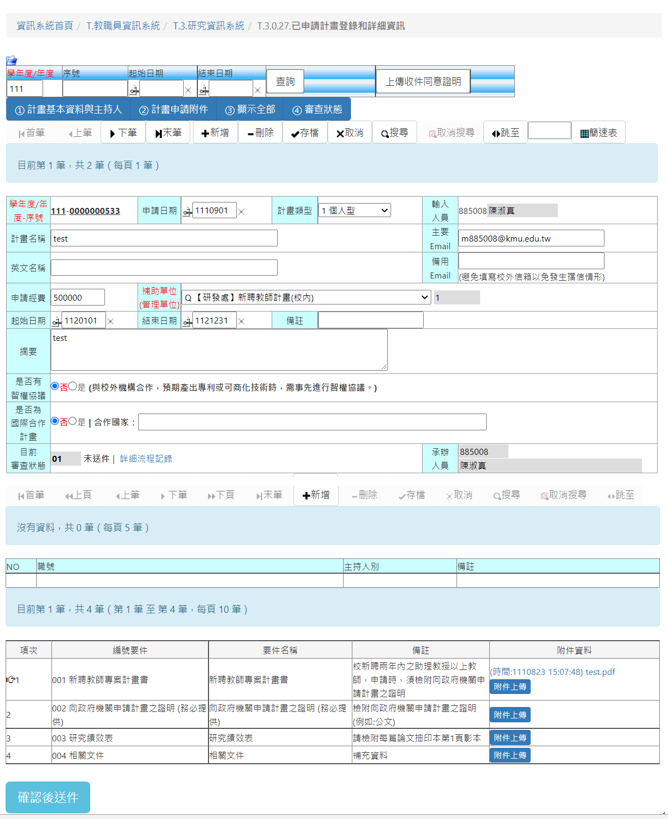 資訊系統首頁 / T.教職員資訊系統 / T.3.研究資訊系統 / T.3.0.27.已申請計畫登錄和詳細資訊
學年度/年度 序號 起始日期 結束日期 查詢 上傳收件同意證明
111
① 計畫基本資料與主持人 ② 計畫申請附件 ③ 顯示全部 ④ 審查狀態
首筆 上筆 下筆 末筆 新增 刪除 存檔 取消 搜尋 取消搜尋 跳至 簡速表
目前第 1 筆，共 2 筆 ( 每頁 1 筆 )
學年度/年度-序號 111-0000000533 申請日期 1110901 計畫類型 1 個人型 輸入人員 885008 陳淑真
計畫名稱 test 主要Email m885008@kmu.edu.tw
英文名稱 備用Email (避免填寫校外信箱以免發生擋信情形)
申請經費 500000 補助單位(管理單位) Q 【研發處】新聘教師計畫(校內) 1
起始日期 1120101 結束日期 1121231 備註
摘要 test
是否有智權協議 否 是 (與校外機構合作，預期產出專利或可商化技術時，需事先進行智權協議。)
是否為國際合作計畫 否 是 | 合作國家：
目前審查狀態 01 未送件 | 詳細流程記錄 承辦人員 885008 陳淑真
首筆 上頁 上筆 下筆 下頁 末筆 新增 刪除 存檔 取消 搜尋 取消搜尋 跳至
沒有資料，共 0 筆 ( 每頁 5 筆 )
NO 職號 主持人別 備註
目前第 1 筆，共 4 筆 ( 第 1 筆 至 第 4 筆，每頁 10 筆 )
項次 編號要件 要件名稱 備註 附件資料
1 001 新聘教師專案計畫書 新聘教師專案計畫書 校新聘兩年內之助理教授以上教師，申請時，須檢附向政府機關申請計畫之證明 (時間:1110823 15:07:48) test.pdf 附件上傳
2 002 向政府機關申請計畫之證明 (務必提供) 向政府機關申請計畫之證明 (務必提供) 檢附向政府機關申請計畫之證明 (例如:公文) 附件上傳
3 003 研究績效表 研究績效表 請檢附每篇論文抽印本第1頁影本 附件上傳
4 004 相關文件 相關文件 補充資料 附件上傳
確認後送件